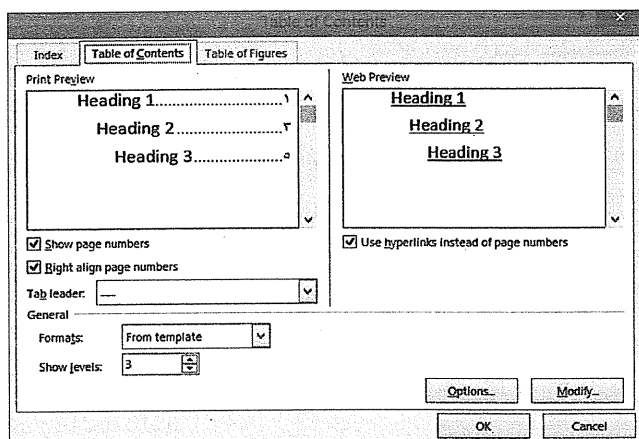 Table of Contents
Index Table of Contents Table of Figures
Print Preview
Heading 1..............................١
Heading 2.........................٣
Heading 3.....................٥
Web Preview
Heading 1
Heading 2
Heading 3
Show page numbers
Right align page numbers
Use hyperlinks instead of page numbers
Tab leader:
General
Formats: From template
Show levels: 3
Options...
Modify...
OK
Cancel